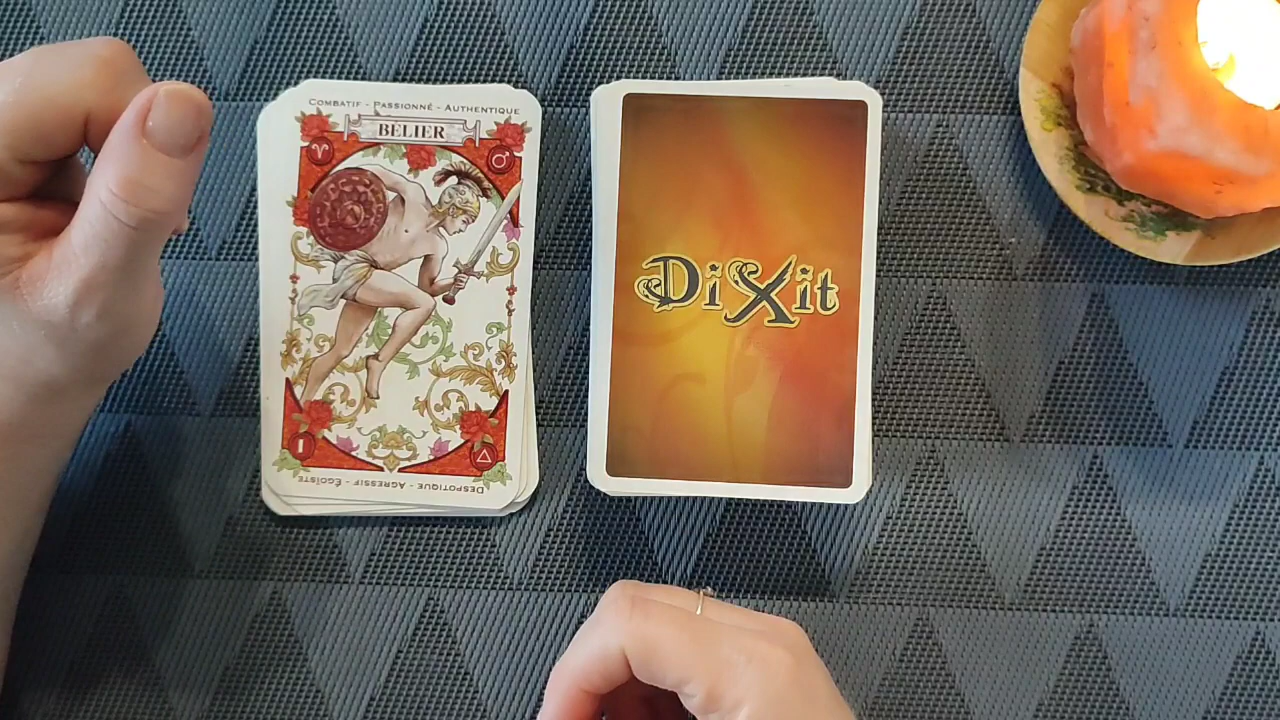 COMBATIF - PASSIONNÉ - AUTHENTIQUE
BÉLIER
I
DESPOTIQUE - AGRESSIF - ÉGOÏSTE
DiXit